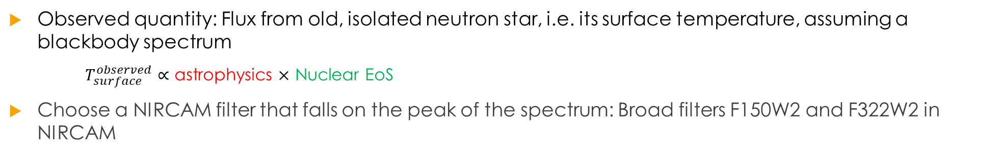 Observed quantity: Flux from old, isolated neutron star, i.e. its surface temperature, assuming a
blackbody spectrum
T_{surface}^{observed} ∝ astrophysics × Nuclear EoS
Choose a NIRCAM filter that falls on the peak of the spectrum: Broad filters F150W2 and F322W2 in
NIRCAM